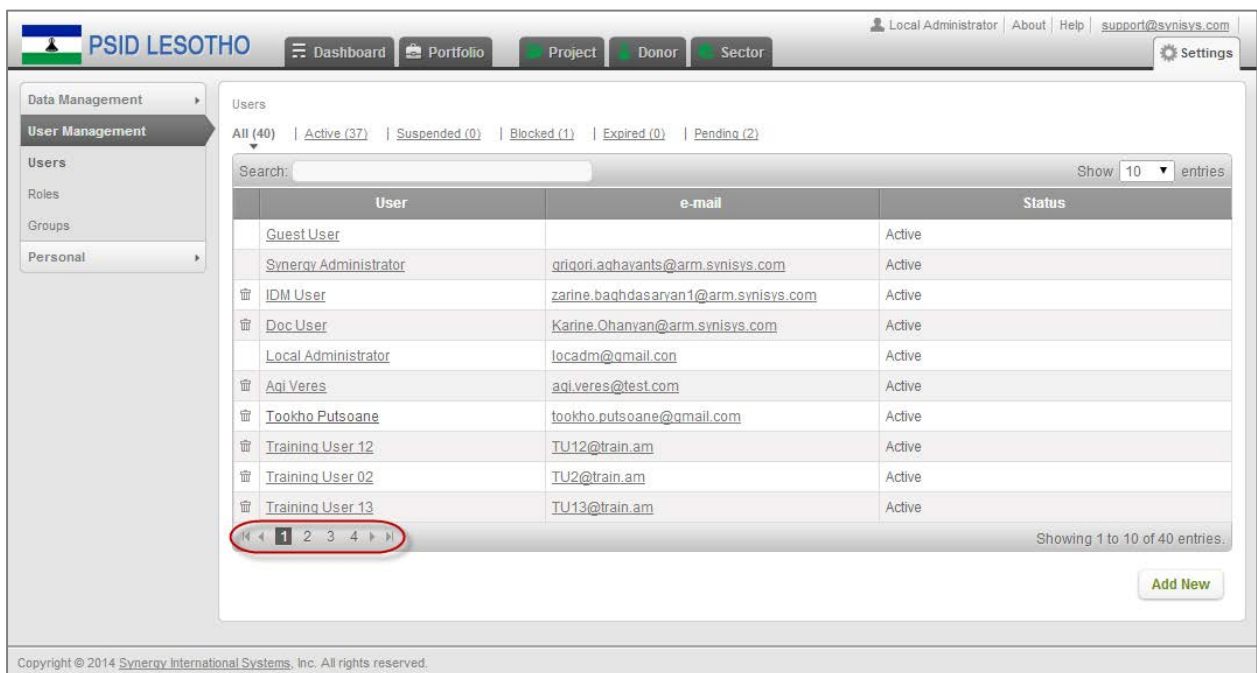 Local Administrator | About | Help | support@synisys.com
PSID LESOTHO
Dashboard Portfolio Project Donor Sector Settings
Data Management
User Management
Users
Roles
Groups
Personal
Users
All (40) | Active (37) | Suspended (0) | Blocked (1) | Expired (0) | Pending (2)
Search: Show 10 entries
User e-mail Status
Guest User Active
Synergy Administrator grigori.aghayants@arm.synisys.com Active
IDM User zarine.baghdasaryan1@arm.synisys.com Active
Doc User Karine.Ohanyan@arm.synisys.com Active
Local Administrator locadm@gmail.con Active
Agi Veres agi.veres@test.com Active
Tookho Putsoane tookho.putsoane@gmail.com Active
Training User 12 TU12@train.am Active
Training User 02 TU2@train.am Active
Training User 13 TU13@train.am Active
1 2 3 4 Showing 1 to 10 of 40 entries.
Add New
Copyright © 2014 Synergy International Systems, Inc. All rights reserved.